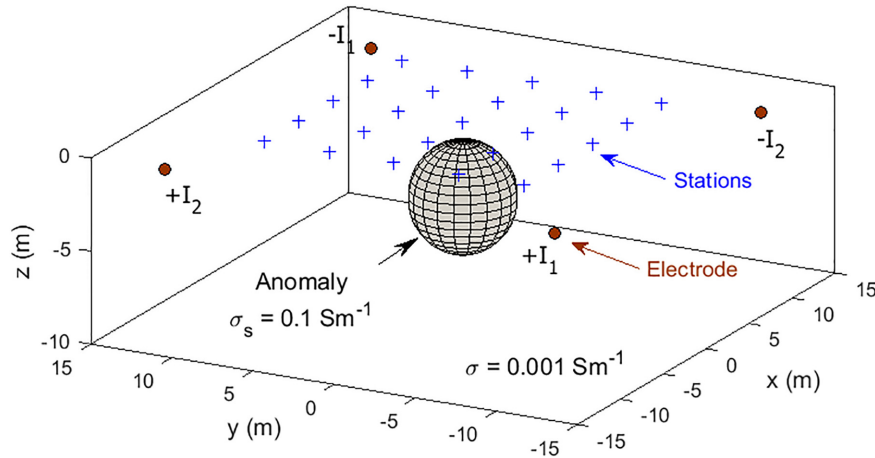 -I₁
+I₂
-I₂
Stations
+I₁
Electrode
Anomaly
σₛ = 0.1 Sm⁻¹
σ = 0.001 Sm⁻¹
0
-5
-10
z (m)
15
10
5
0
-5
-10
-15
y (m)
-15
-10
-5
0
5
10
15
x (m)